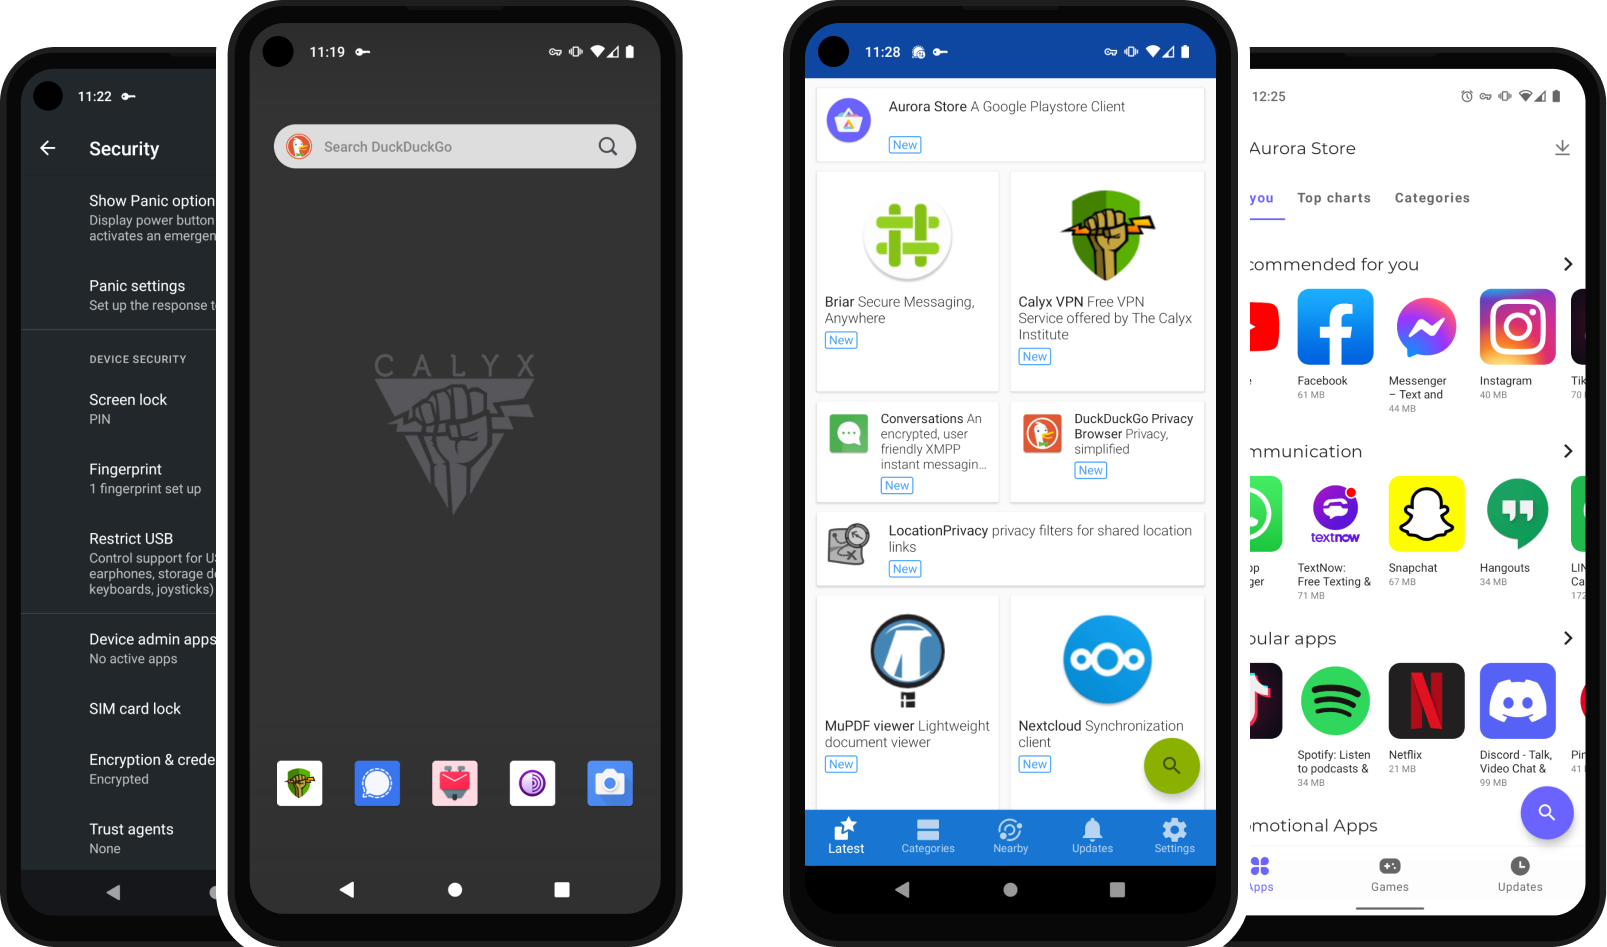 11:22
Security
Show Panic option
Display power button
activates an emergen
Panic settings
Set up the response t
DEVICE SECURITY
Screen lock
PIN
Fingerprint
1 fingerprint set up
Restrict USB
Control support for U
earphones, storage d
keyboards, joysticks)
Device admin apps
No active apps
SIM card lock
Encryption & crede
Encrypted
Trust agents
None
11:19
Search DuckDuckGo
CALYX
11:28
Aurora Store A Google Playstore Client
New
Briar Secure Messaging,
Anywhere
New
Calyx VPN Free VPN
Service offered by The Calyx
Institute
New
Conversations An
encrypted, user
friendly XMPP
instant messagin...
New
DuckDuckGo Privacy
Browser Privacy,
simplified
New
LocationPrivacy privacy filters for shared location
links
New
MuPDF viewer Lightweight
document viewer
New
Nextcloud Synchronization
client
New
Latest
Categories
Nearby
Updates
Settings
12:25
Aurora Store
you
Top charts
Categories
commended for you
e
Facebook
61 MB
Messenger
– Text and
44 MB
Instagram
40 MB
Tik
70
mmunication
textnow
pp
ger
TextNow:
Free Texting &
71 MB
Snapchat
67 MB
Hangouts
34 MB
LIN
Ca
172
pular apps
Spotify: Listen
to podcasts &
34 MB
Netflix
21 MB
Discord - Talk,
Video Chat &
99 MB
Pin
41
omotional Apps
Apps
Games
Updates